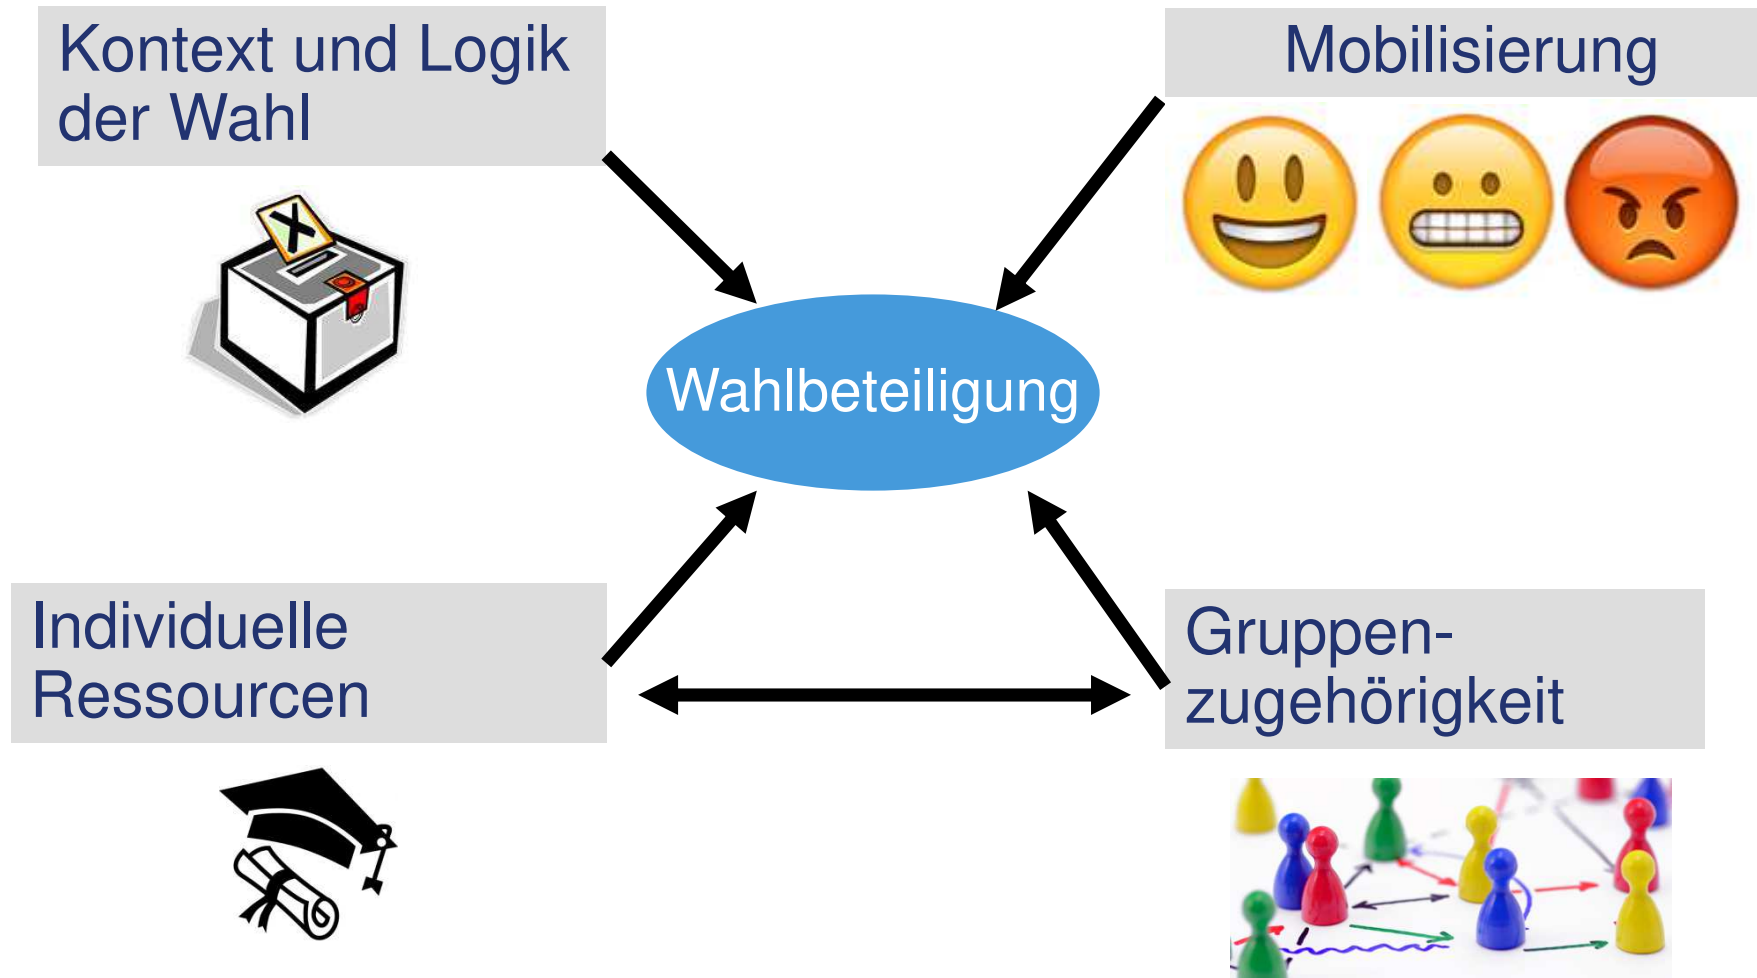 Kontext und Logik
der Wahl
Mobilisierung
X
Wahlbeteiligung
Individuelle
Ressourcen
Gruppen-
zugehörigkeit